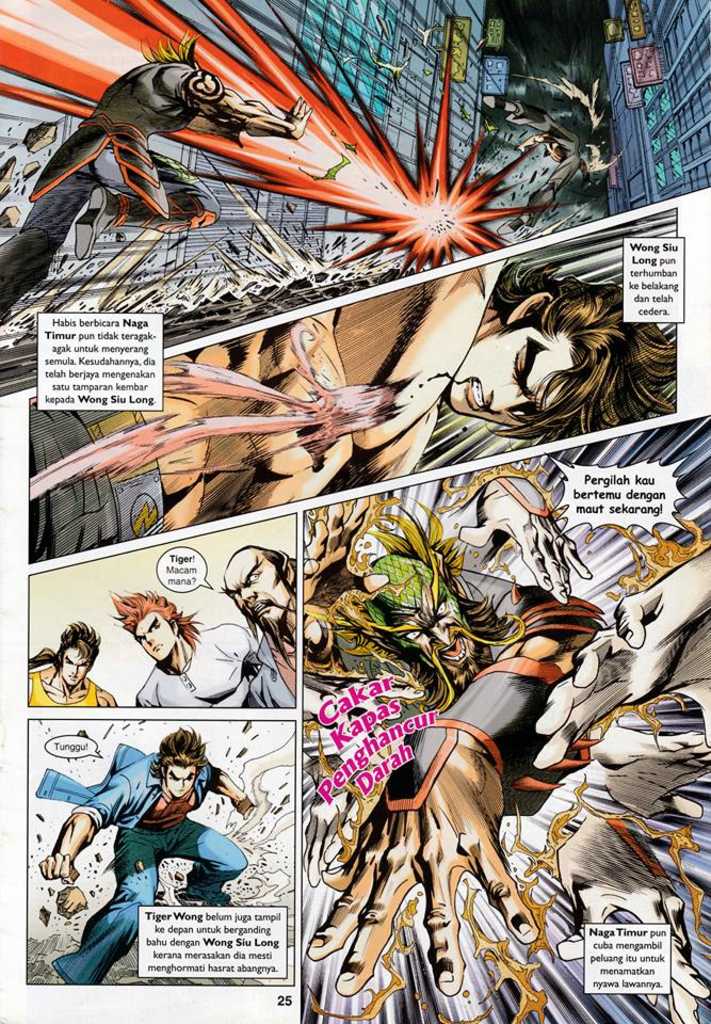 Habis berbicara Naga
Timur pun tidak teragak-
agak untuk menyerang
semula. Kesudahannya, dia
telah berjaya mengenakan
satu tamparan kembar
kepada Wong Siu Long.
Wong Siu
Long pun
terhumban
ke belakang
dan telah
cedera.
Tiger!
Macam
mana?
Tunggu!
Tiger Wong belum juga tampil
ke depan untuk berganding
bahu dengan Wong Siu Long
kerana merasakan dia mesti
menghormati hasrat abangnya.
Pergilah kau
bertemu dengan
maut sekarang!
Cakar
Kapas
Penghancur
Darah
Naga Timur pun
cuba mengambil
peluang itu untuk
menamatkan
nyawa lawannya.
25